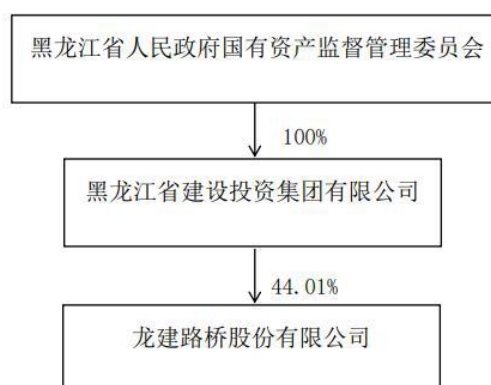 黑龙江省人民政府国有资产监督管理委员会
100%
黑龙江省建设投资集团有限公司
44.01%
龙建路桥股份有限公司